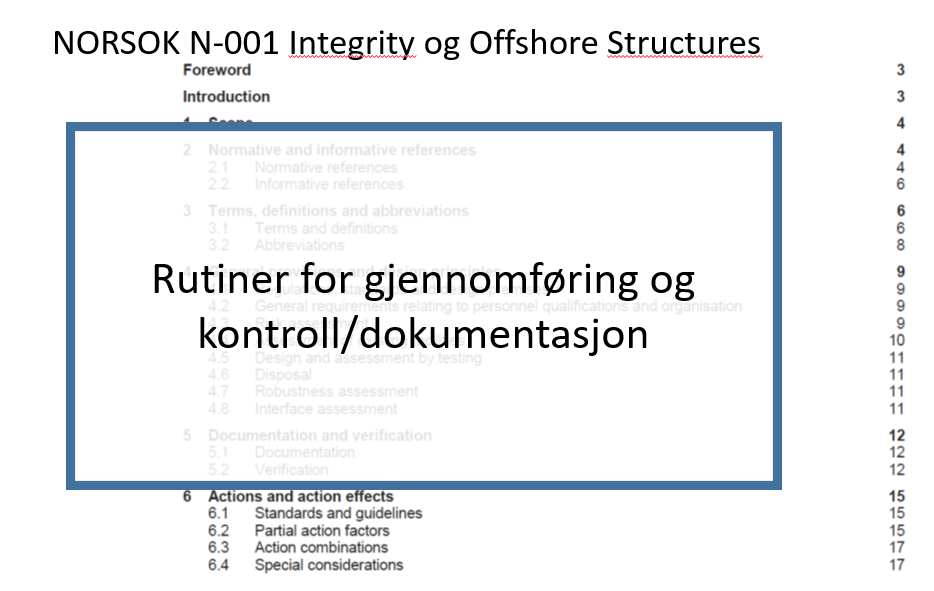 NORSOK N-001 Integrity og Offshore Structures
Foreword 3
Introduction 3
1 Scope 4
2 Normative and informative references 4
2.1 Normative references 4
2.2 Informative references 6
3 Terms, definitions and abbreviations 6
3.1 Terms and definitions 6
3.2 Abbreviations 8
9
9
4.2 General requirements relating to personnel qualifications and organisation 9
9
10
4.5 Design and assessment by testing 11
4.6 Disposal 11
4.7 Robustness assessment 11
4.8 Interface assessment 11
Rutiner for gjennomføring og
kontroll/dokumentasjon
5 Documentation and verification 12
5.1 Documentation 12
5.2 Verification 12
6 Actions and action effects 15
6.1 Standards and guidelines 15
6.2 Partial action factors 15
6.3 Action combinations 17
6.4 Special considerations 17